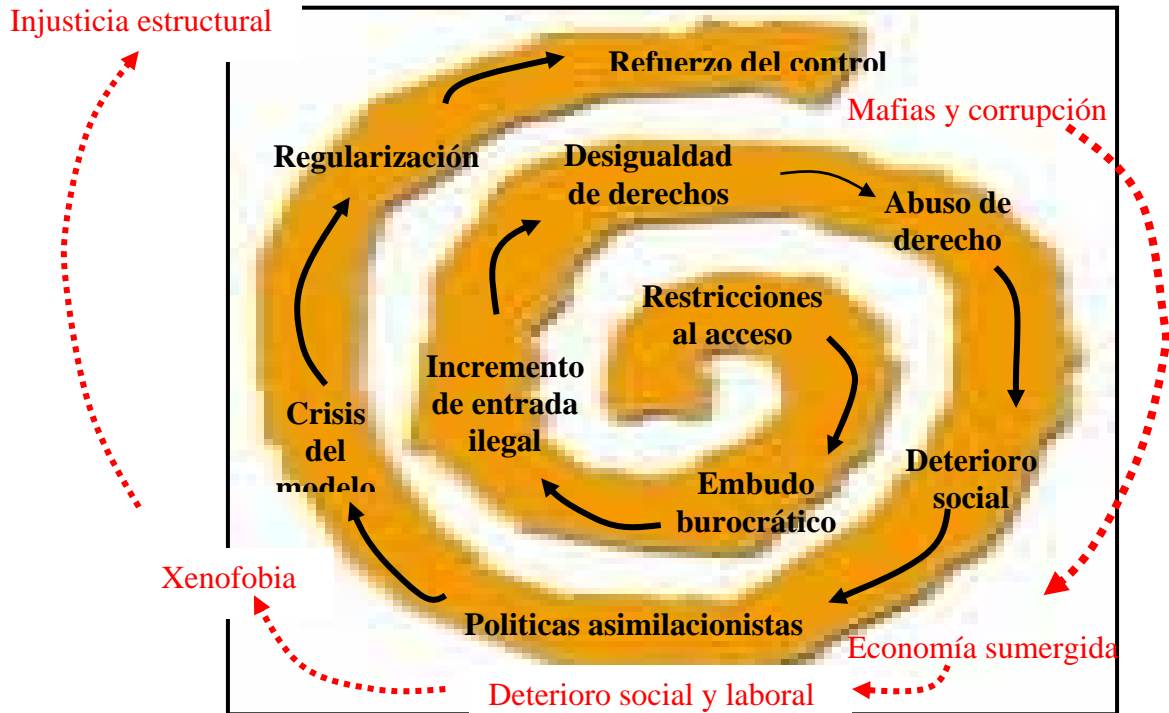 Injusticia estructural
Refuerzo del control
Mafias y corrupción
Regularización
Desigualdad
de derechos
Abuso de
derecho
Restricciones
al acceso
Incremento
de entrada
ilegal
Crisis
del
modelo
Deterioro
social
Embudo
burocrático
Xenofobia
Politicas asimilacionistas
Economía sumergida
Deterioro social y laboral